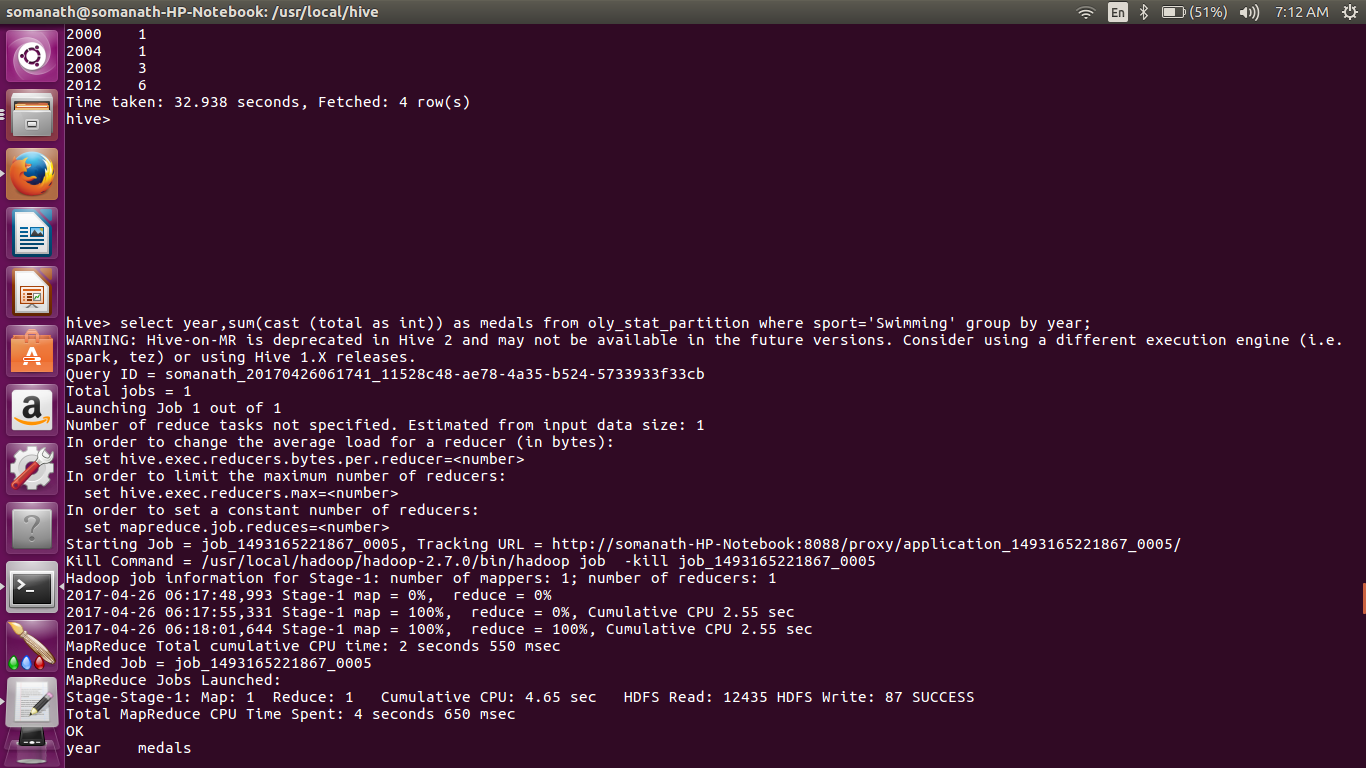 somanath@somanath-HP-Notebook: /usr/local/hive
En
(51%)
7:12 AM
2000 1
2004 1
2008 3
2012 6
Time taken: 32.938 seconds, Fetched: 4 row(s)
hive>
hive> select year,sum(cast (total as int)) as medals from oly_stat_partition where sport='Swimming' group by year;
WARNING: Hive-on-MR is deprecated in Hive 2 and may not be available in the future versions. Consider using a different execution engine (i.e.
spark, tez) or using Hive 1.X releases.
Query ID = somanath_20170426061741_11528c48-ae78-4a35-b524-5733933f33cb
Total jobs = 1
Launching Job 1 out of 1
Number of reduce tasks not specified. Estimated from input data size: 1
In order to change the average load for a reducer (in bytes):
  set hive.exec.reducers.bytes.per.reducer=<number>
In order to limit the maximum number of reducers:
  set hive.exec.reducers.max=<number>
In order to set a constant number of reducers:
  set mapreduce.job.reduces=<number>
Starting Job = job_1493165221867_0005, Tracking URL = http://somanath-HP-Notebook:8088/proxy/application_1493165221867_0005/
Kill Command = /usr/local/hadoop/hadoop-2.7.0/bin/hadoop job  -kill job_1493165221867_0005
Hadoop job information for Stage-1: number of mappers: 1; number of reducers: 1
2017-04-26 06:17:48,993 Stage-1 map = 0%,  reduce = 0%
2017-04-26 06:17:55,331 Stage-1 map = 100%,  reduce = 0%, Cumulative CPU 2.55 sec
2017-04-26 06:18:01,644 Stage-1 map = 100%,  reduce = 100%, Cumulative CPU 2.55 sec
MapReduce Total cumulative CPU time: 2 seconds 550 msec
Ended Job = job_1493165221867_0005
MapReduce Jobs Launched:
Stage-Stage-1: Map: 1  Reduce: 1   Cumulative CPU: 4.65 sec   HDFS Read: 12435 HDFS Write: 87 SUCCESS
Total MapReduce CPU Time Spent: 4 seconds 650 msec
OK
year medals